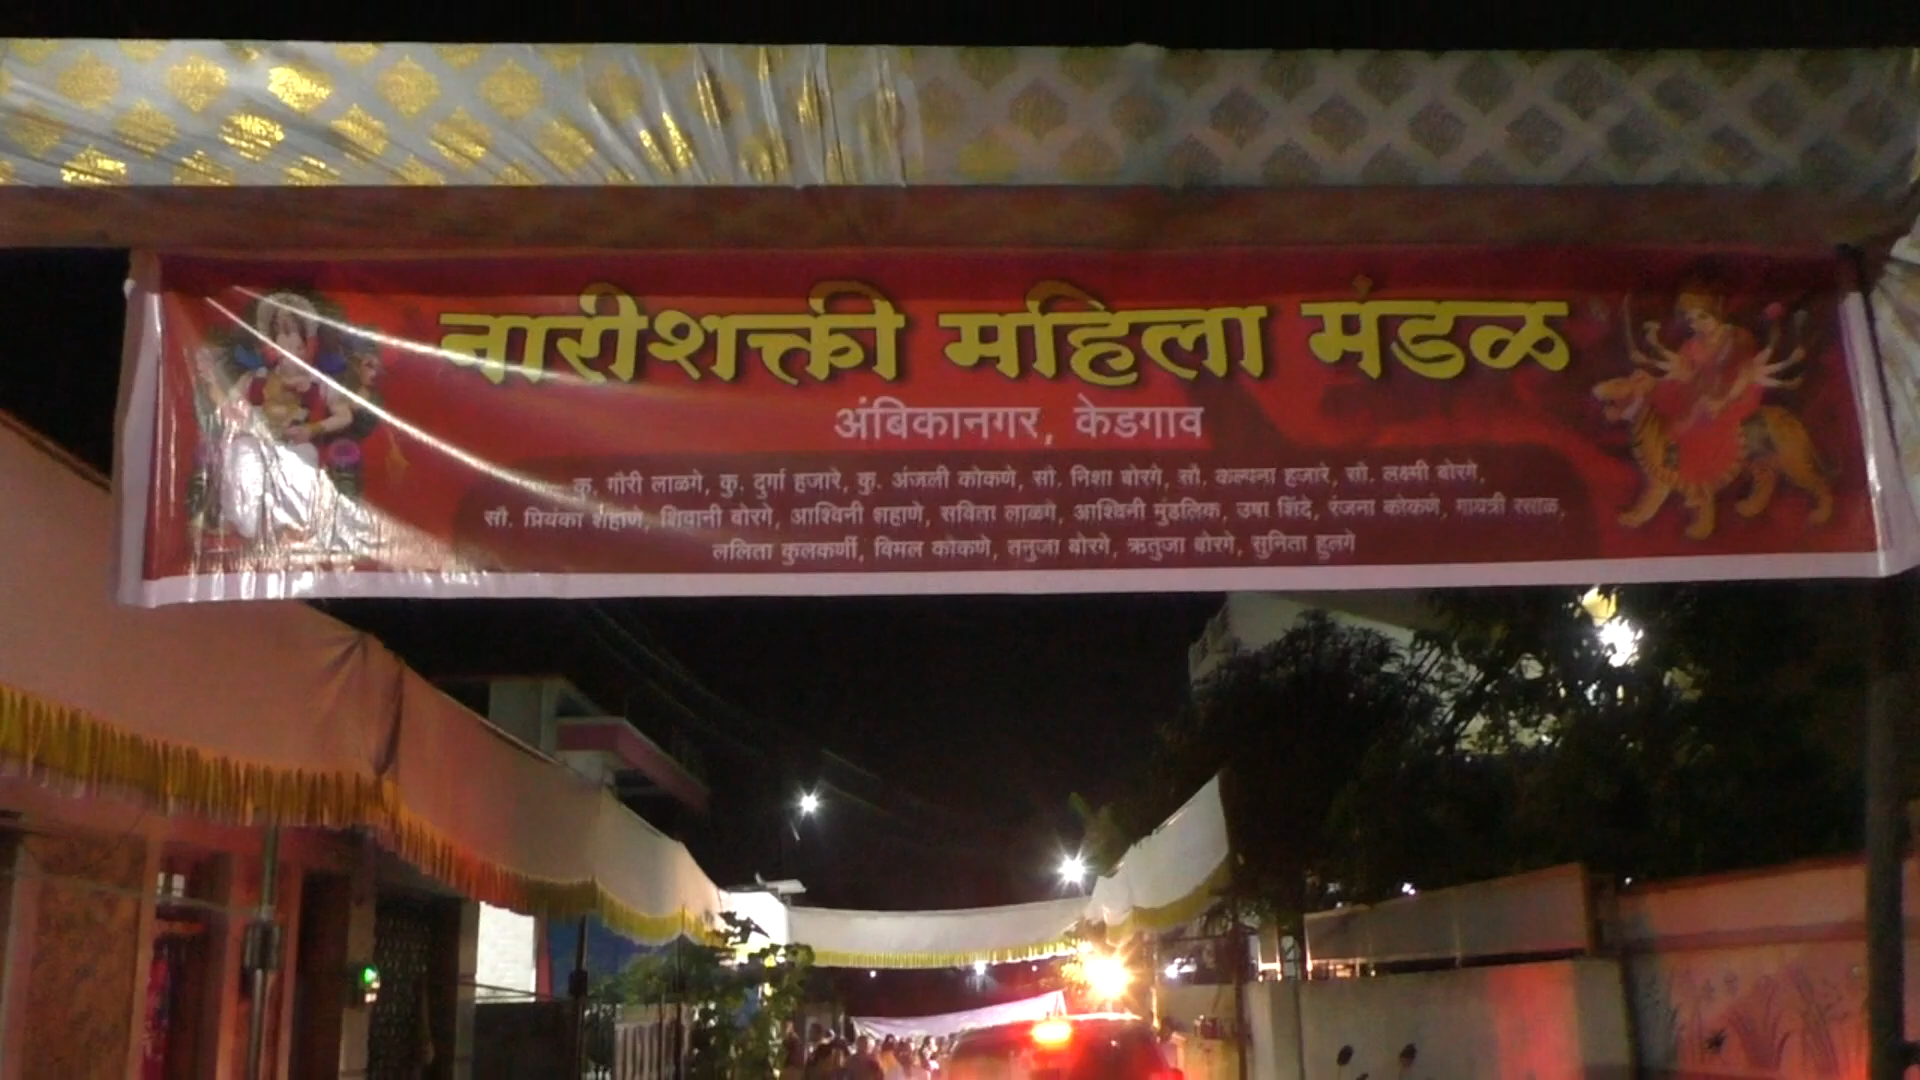 नारीशक्ती महिला मंडळ
अंबिकानगर, केडगाव
कु. गौरी लाळगे, कु. दुर्गा हजारे, कु. अंजली कोकणे, सौ. निशा बोरगे, सौ. कल्पना हजारे, सौ. लक्ष्मी बोरगे,
सौ. प्रियंका शहाणे, शिवानी बोरगे, आश्विनी शहाणे, सविता लाळगे, आश्विनी मुंडलिक, उषा शिंदे, रंजना कोकणे, गायत्री रसाळ,
ललिता कुलकर्णी, विमल कोकणे, तनुजा बोरगे, ऋतुजा बोरगे, सुनिता हुलगे